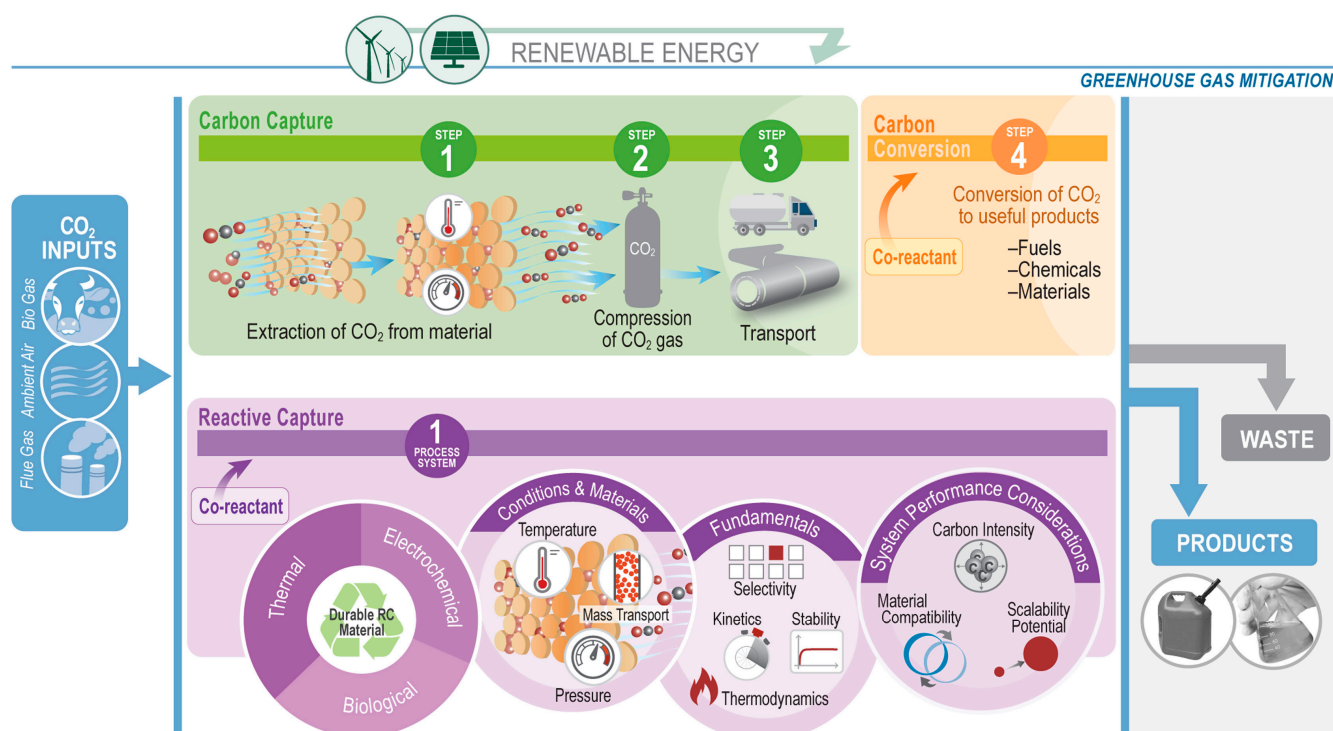 RENEWABLE ENERGY
GREENHOUSE GAS MITIGATION
CO₂
INPUTS
Bio Gas
Ambient Air
Flue Gas
Carbon Capture
STEP
1
STEP
2
STEP
3
CO₂
Extraction of CO₂ from material
Compression
of CO₂ gas
Transport
Carbon
Conversion
STEP
4
Co-reactant
Conversion of CO₂
to useful products
–Fuels
–Chemicals
–Materials
Reactive Capture
1
PROCESS
SYSTEM
Co-reactant
Thermal
Electrochemical
Biological
Durable RC
Material
Conditions & Materials
Temperature
Mass Transport
Pressure
Fundamentals
Selectivity
Kinetics
Stability
Thermodynamics
System Performance Considerations
Carbon Intensity
C
C
C
C
Material
Compatibility
Scalability
Potential
WASTE
PRODUCTS